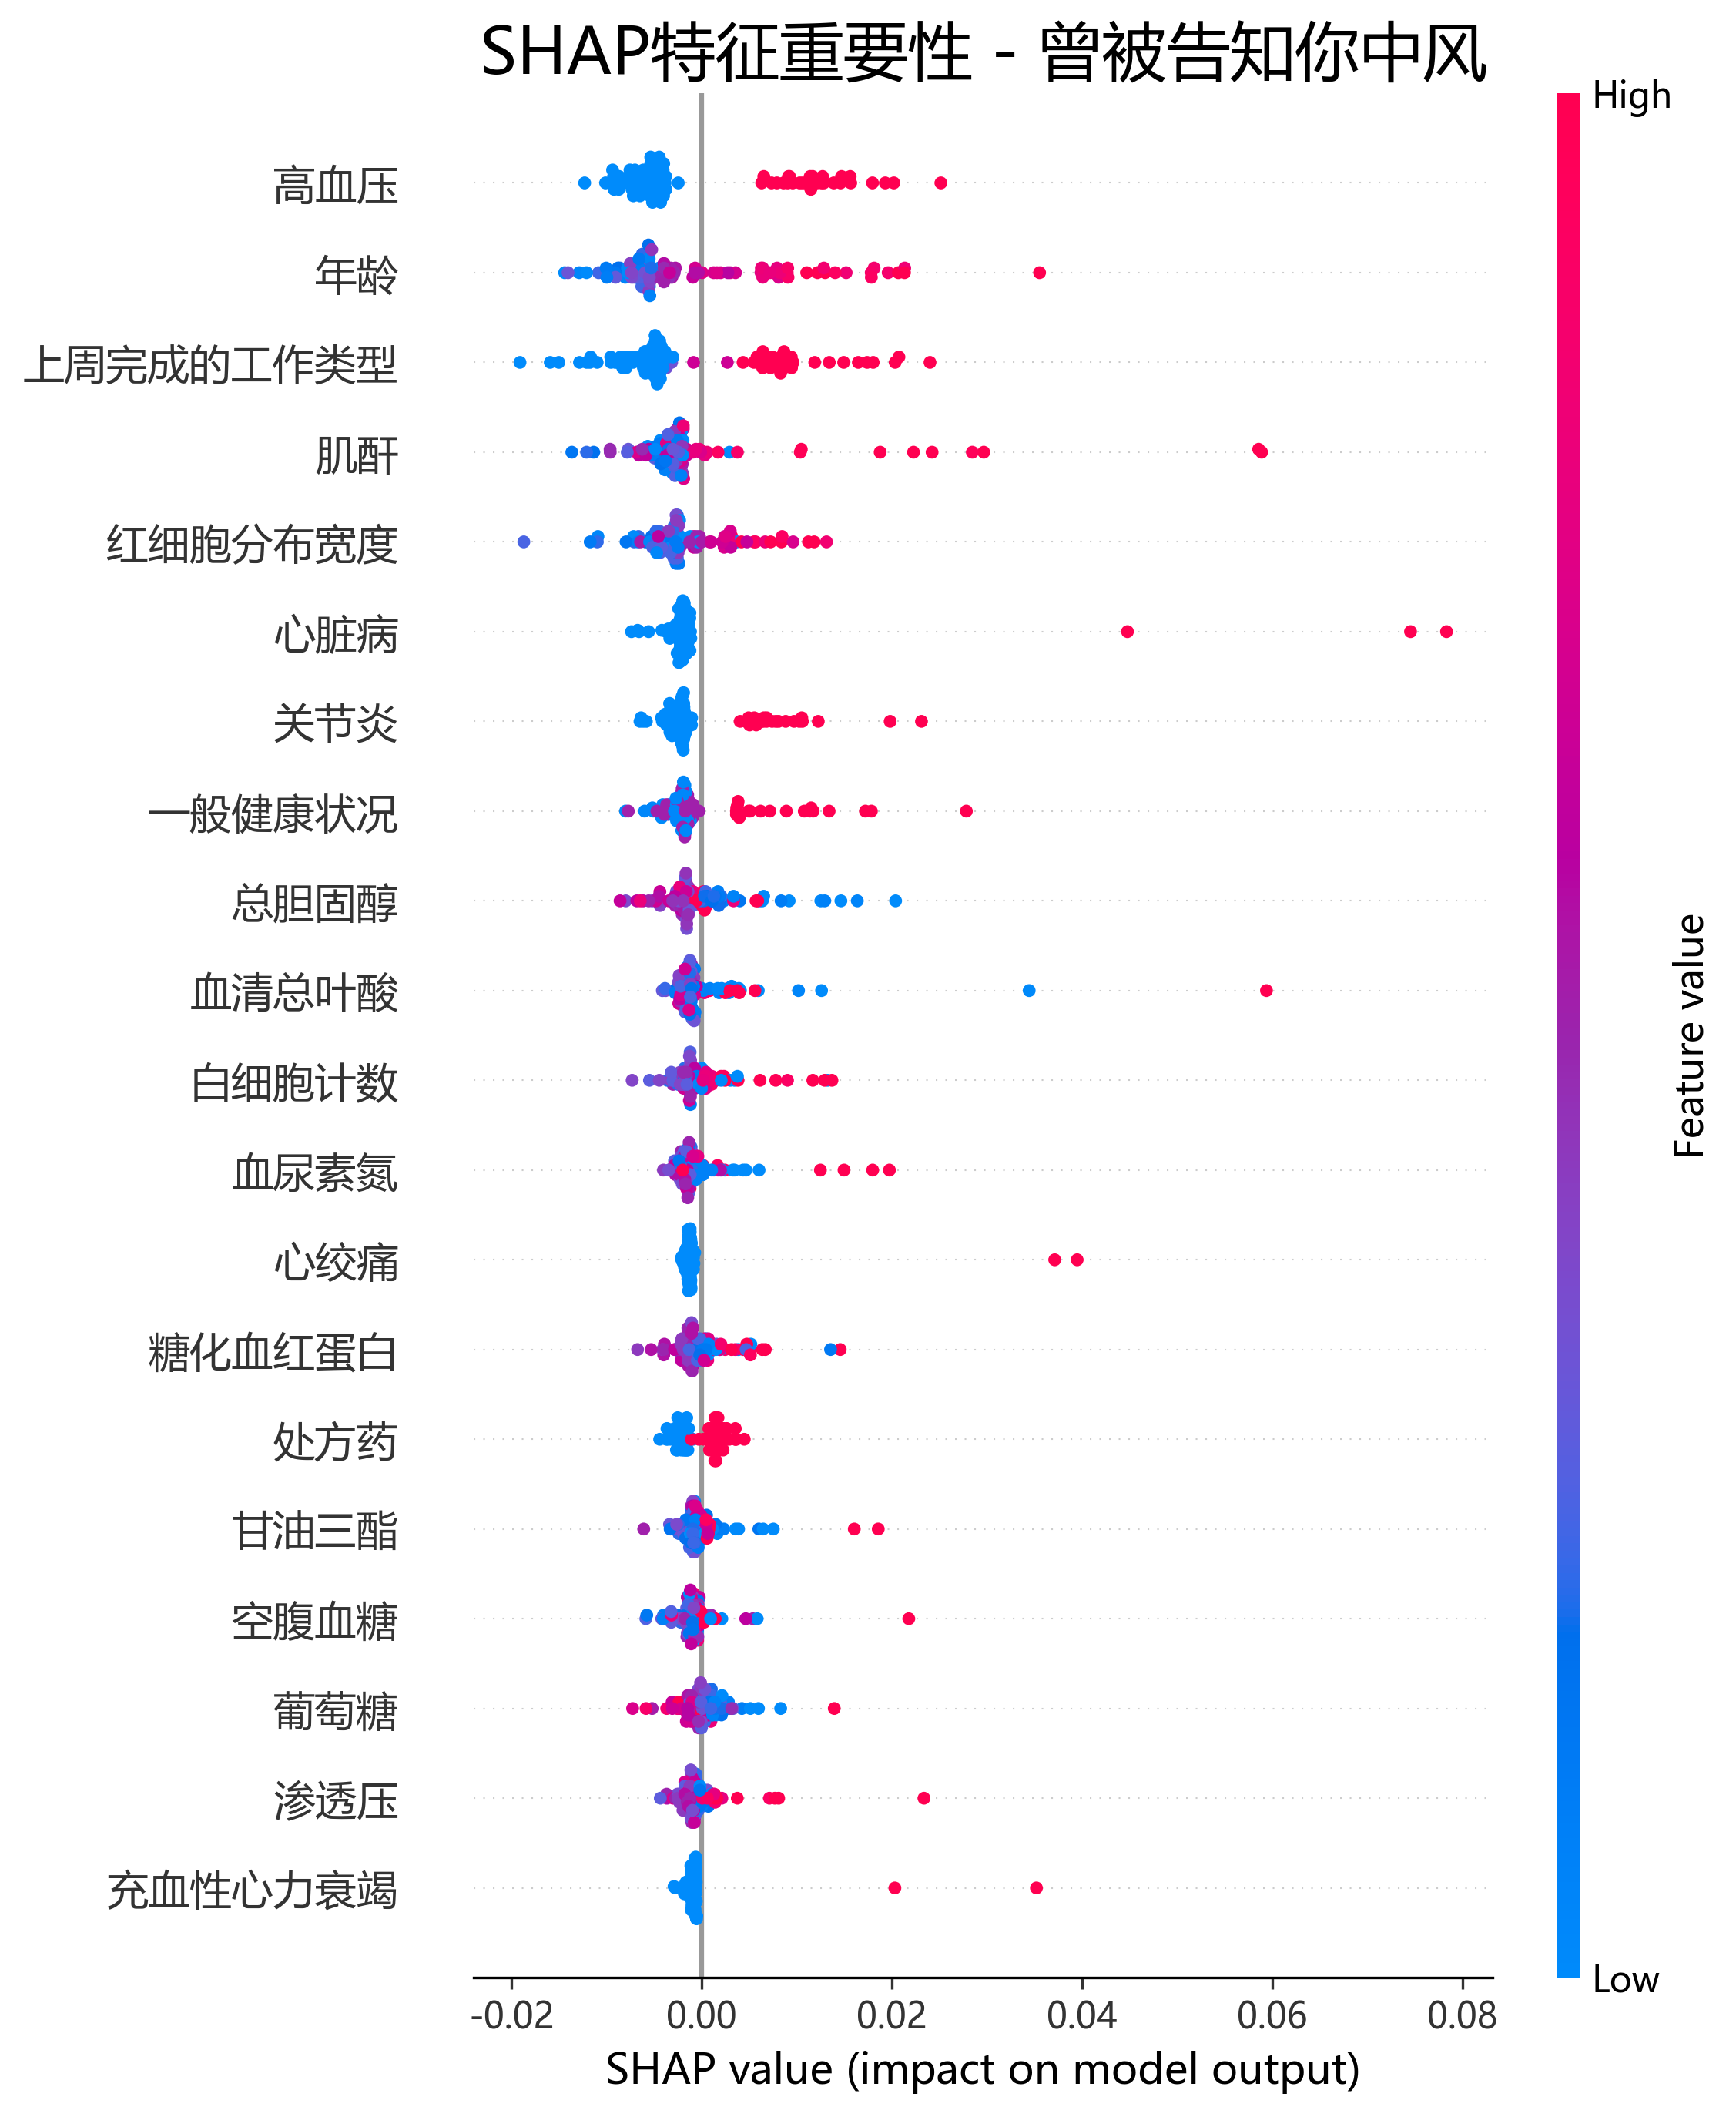 SHAP特征重要性 - 曾被告知你中风
High
高血压
年龄
上周完成的工作类型
肌酐
红细胞分布宽度
心脏病
关节炎
一般健康状况
总胆固醇
血清总叶酸
白细胞计数
血尿素氮
心绞痛
糖化血红蛋白
处方药
甘油三酯
空腹血糖
葡萄糖
渗透压
充血性心力衰竭
Feature value
Low
-0.02 0.00 0.02 0.04 0.06 0.08
SHAP value (impact on model output)